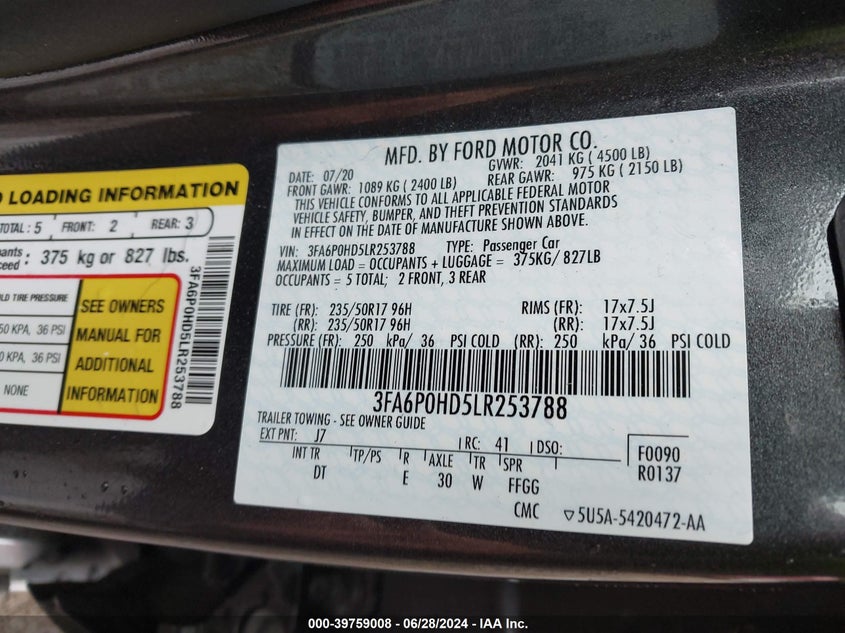 D LOADING INFORMATION
TOTAL: 5 FRONT: 2 REAR: 3
375 kg or 827 lbs.
LD TIRE PRESSURE
50 KPA, 36 PSI
0 KPA, 36 PSI
NONE
SEE OWNERS
MANUAL FOR
ADDITIONAL
INFORMATION
3FA6P0HD5LR253788
MFD. BY FORD MOTOR CO.
DATE: 07/20 GVWR: 2041 KG ( 4500 LB)
FRONT GAWR: 1089 KG ( 2400 LB) REAR GAWR: 975 KG ( 2150 LB)
THIS VEHICLE CONFORMS TO ALL APPLICABLE FEDERAL MOTOR
VEHICLE SAFETY, BUMPER, AND THEFT PREVENTION STANDARDS
IN EFFECT ON THE DATE OF MANUFACTURE SHOWN ABOVE.
VIN: 3FA6P0HD5LR253788 TYPE: Passenger Car
MAXIMUM LOAD = OCCUPANTS + LUGGAGE = 375KG/ 827LB
OCCUPANTS = 5 TOTAL; 2 FRONT, 3 REAR
TIRE (FR): 235/50R17 96H RIMS (FR): 17x7.5J
(RR): 235/50R17 96H (RR): 17x7.5J
PRESSURE (FR): 250 kPa/ 36 PSI COLD (RR): 250 kPa/ 36 PSI COLD
3FA6P0HD5LR253788
TRAILER TOWING - SEE OWNER GUIDE
EXT PNT: J7 RC: 41 DSO:
INT TR TP/PS R AXLE TR SPR
DT E 30 W FFGG
F0090
R0137
CMC ▽5U5A-5420472-AA
000-39759008 - 06/28/2024 - IAA Inc.